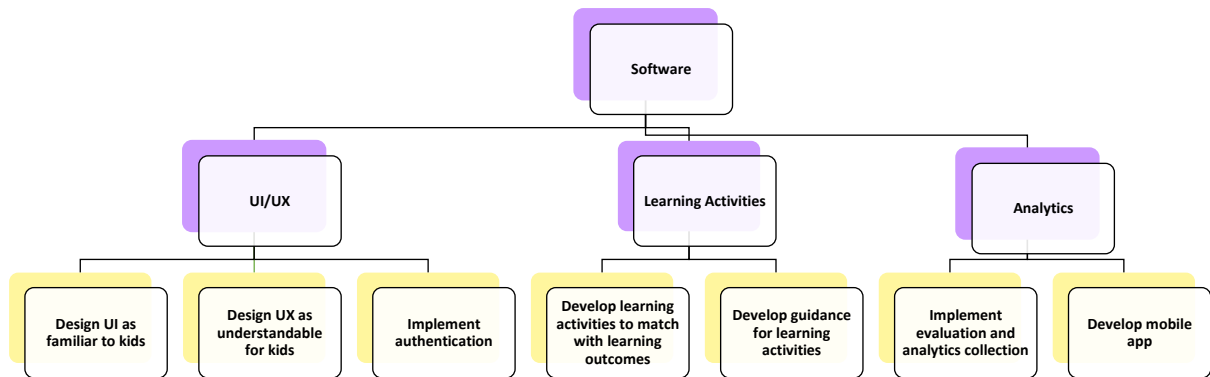 Software
UI/UX
Learning Activities
Analytics
Design UI as
familiar to kids
Design UX as
understandable
for kids
Implement
authentication
Develop learning
activities to match
with learning
outcomes
Develop guidance
for learning
activities
Implement
evaluation and
analytics collection
Develop mobile
app